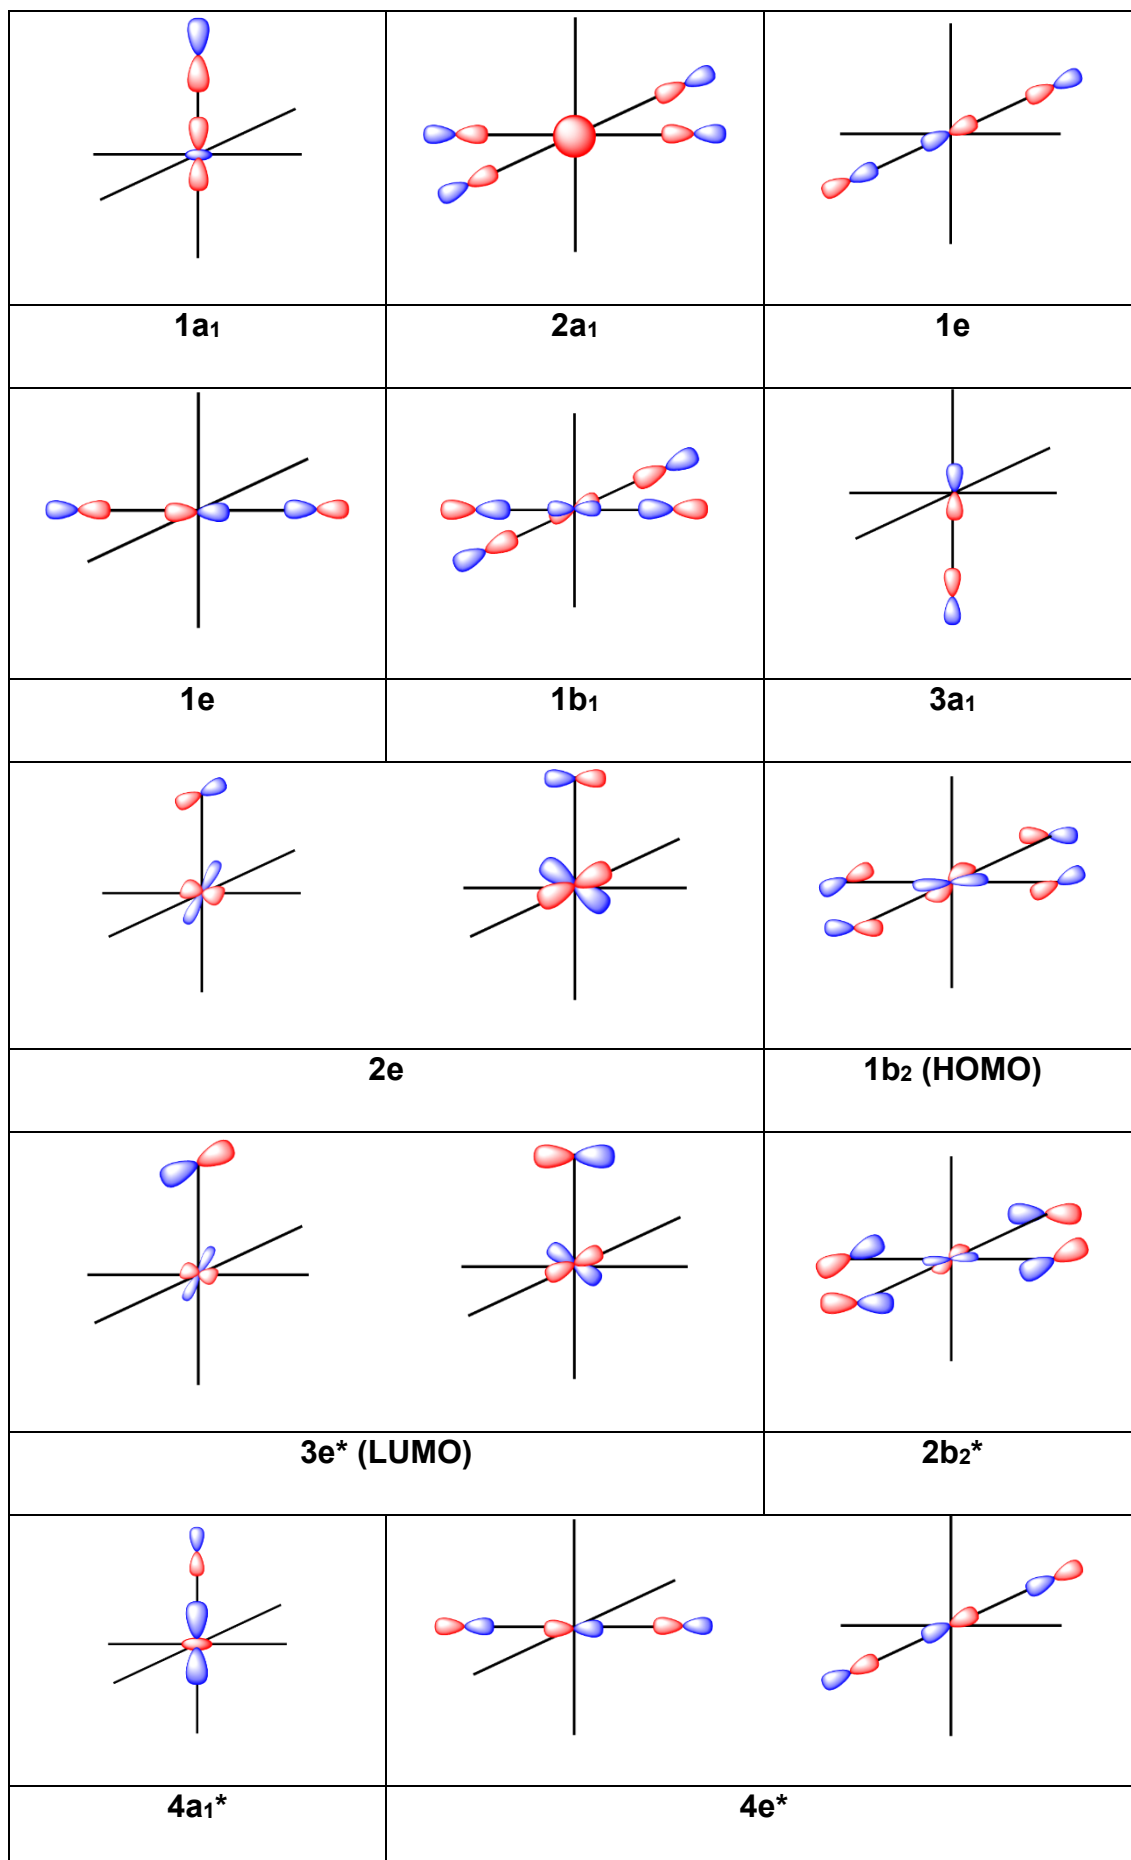 1a₁
2a₁
1e
1e
1b₁
3a₁
2e
1b₂ (HOMO)
3e* (LUMO)
2b₂*
4a₁*
4e*